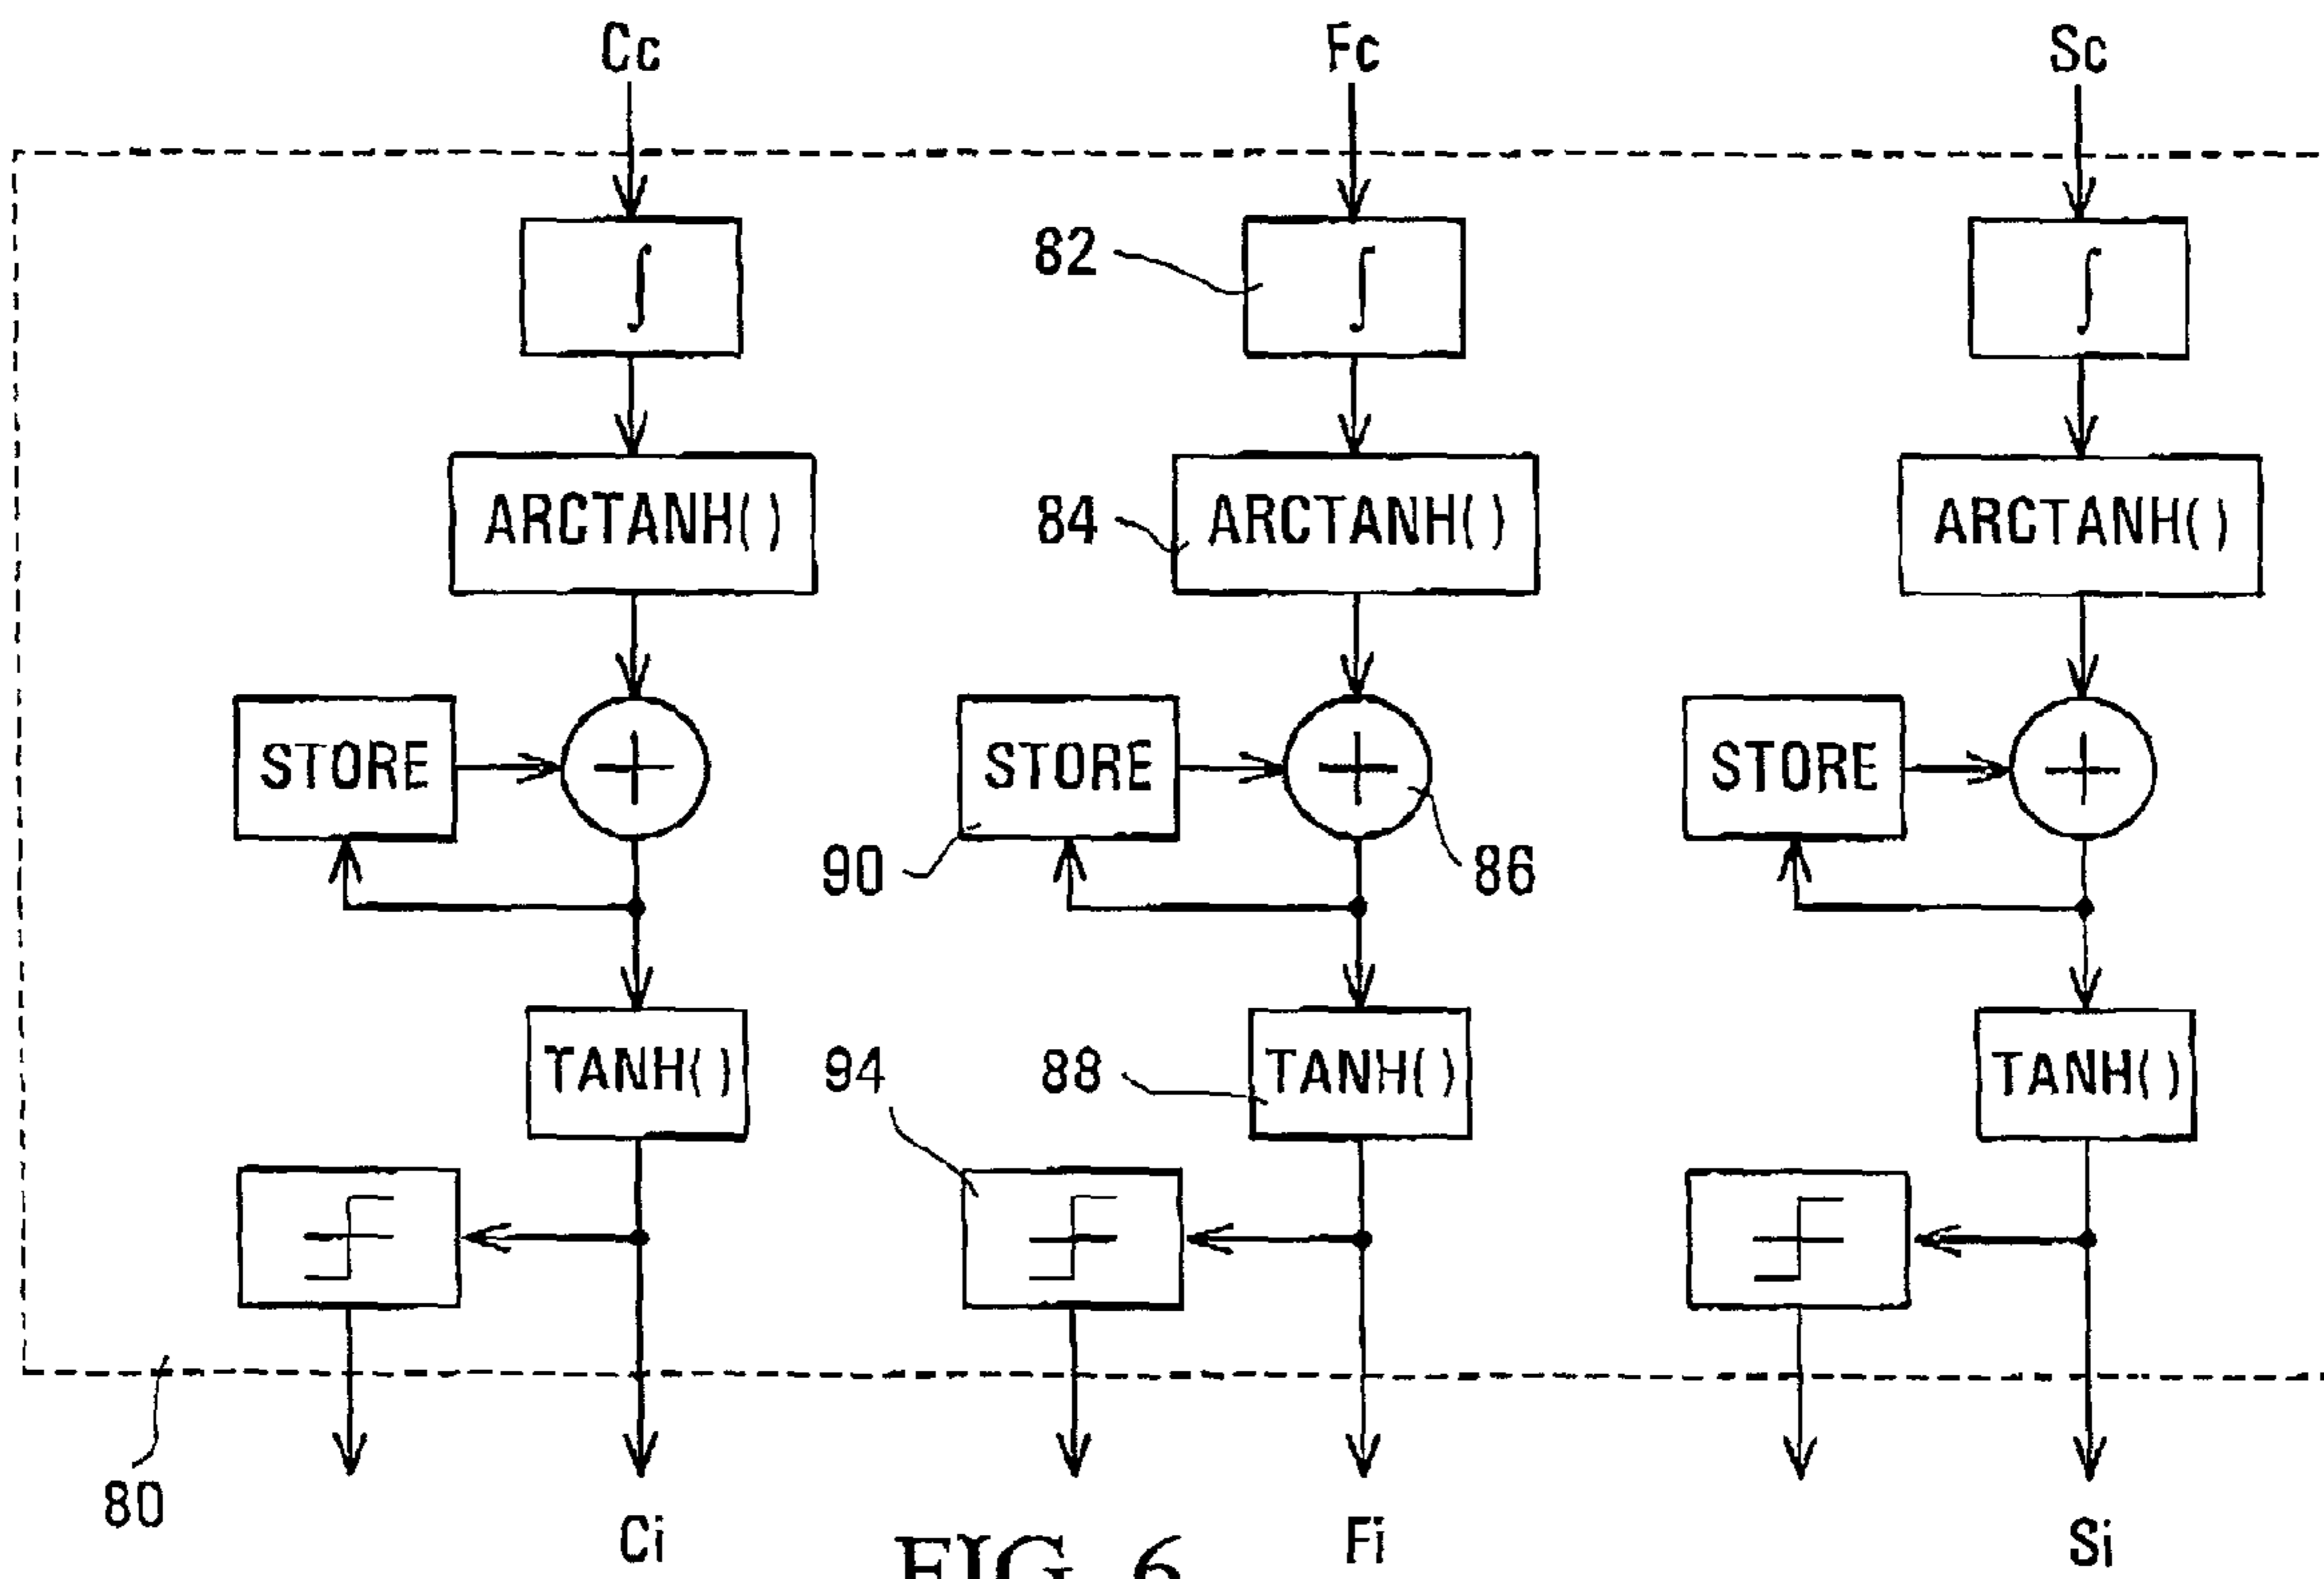 Cc Fc Sc
∫ 82 ∫ ∫
ARCTANH() 84 ARCTANH() ARCTANH()
STORE + STORE + STORE +
90 86
TANH() 94 88 TANH() TANH()
80
Ci Fi Si
FIG. 6